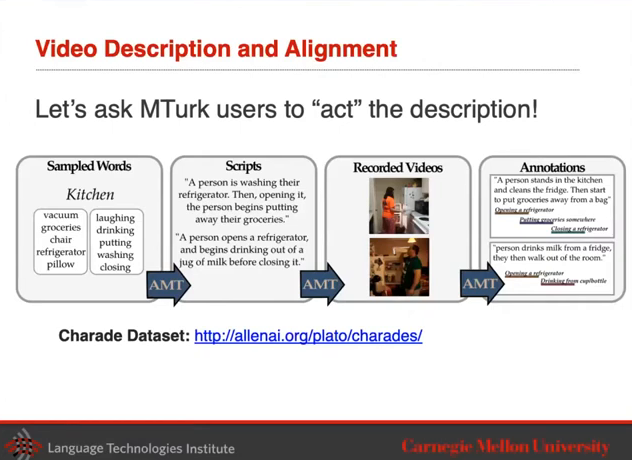 Video Description and Alignment
Let's ask MTurk users to “act” the description!
Sampled Words
Kitchen
vacuum
groceries
chair
refrigerator
pillow
laughing
drinking
putting
washing
closing
AMT
Scripts
"A person is washing their
refrigerator. Then, opening it,
the person begins putting
away their groceries."
"A person opens a refrigerator,
and begins drinking out of a
jug of milk before closing it."
AMT
Recorded Videos
AMT
Annotations
"A person stands in the kitchen
and cleans the fridge. Then start
to put groceries away from a bag"
Opening a refrigerator
Putting groceries somewhere
Closing a refrigerator
"person drinks milk from a fridge,
they then walk out of the room."
Opening a refrigerator
Drinking from cup/bottle
Charade Dataset: http://allenai.org/plato/charades/
Language Technologies Institute
Carnegie Mellon University